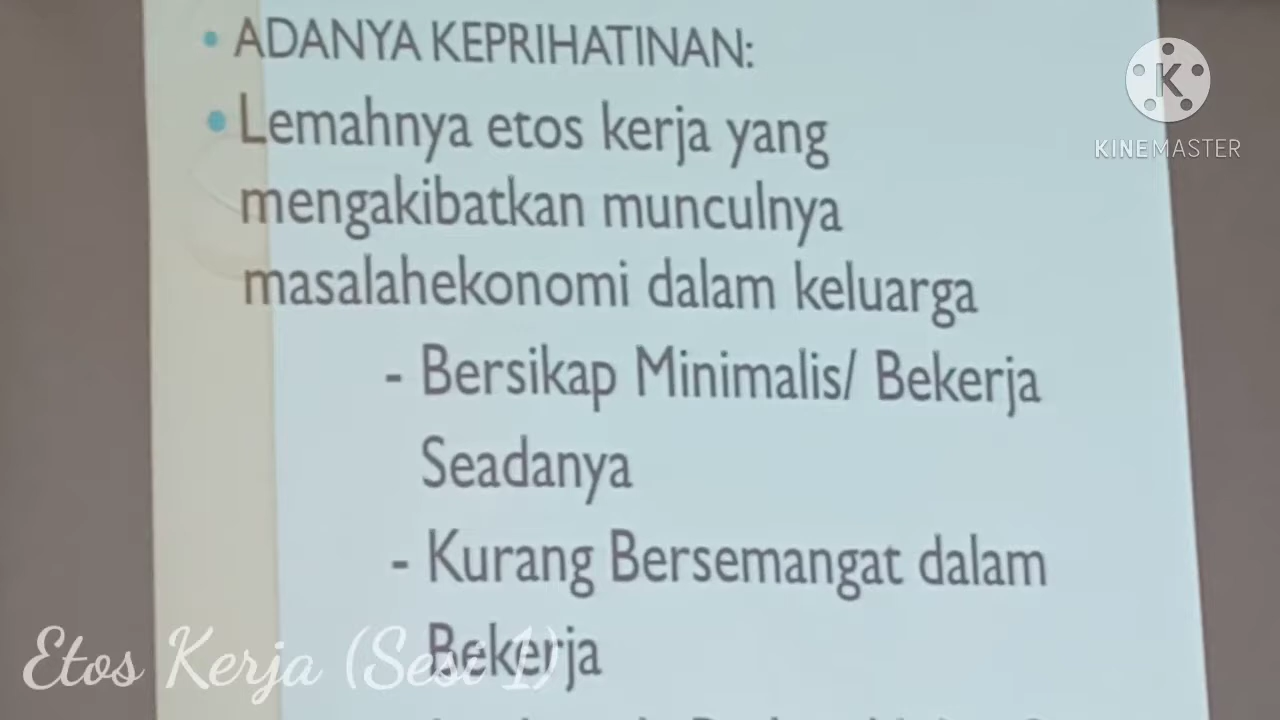 • ADANYA KEPRIHATINAN:
• Lemahnya etos kerja yang
mengakibatkan munculnya
masalahekonomi dalam keluarga
- Bersikap Minimalis/ Bekerja
Seadanya
- Kurang Bersemangat dalam
Bekerja
K
KINEMASTER
Etos Kerja (Sesi 1)